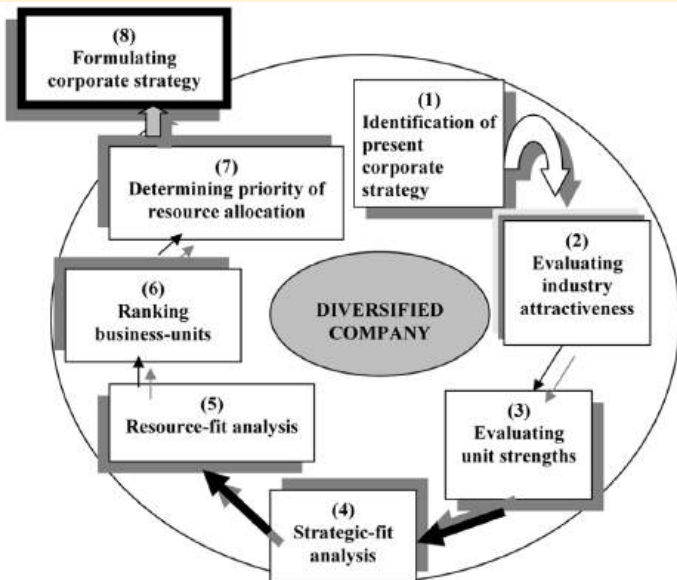 (8)
Formulating
corporate strategy
(1)
Identification of
present
corporate
strategy
(7)
Determining priority of
resource allocation
(2)
Evaluating
industry
attractiveness
(6)
Ranking
business-units
DIVERSIFIED
COMPANY
(5)
Resource-fit analysis
(3)
Evaluating
unit strengths
(4)
Strategic-fit
analysis